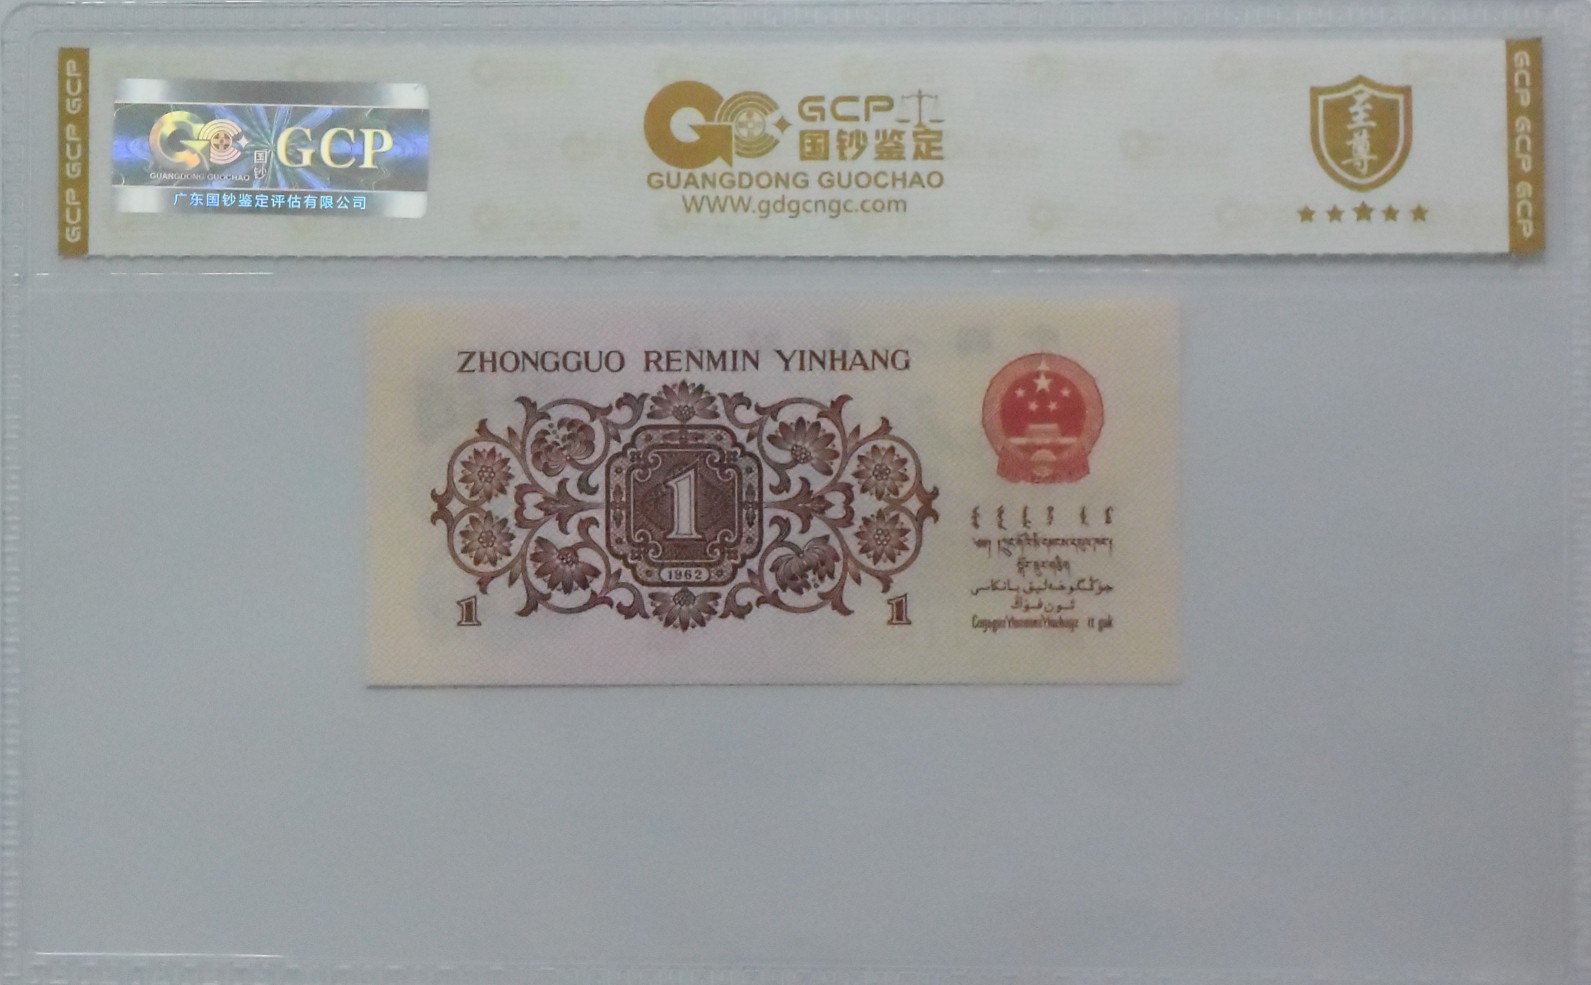 GCP GCP GCP
GCP
国钞
GUANGDONG GUOCHAO
广东国钞鉴定评估有限公司
GCP
国钞鉴定
GUANGDONG GUOCHAO
WWW.gdgcngc.com
至尊
GCP GCP GCP
ZHONGGUO RENMIN YINHANG
1
1962
1
1